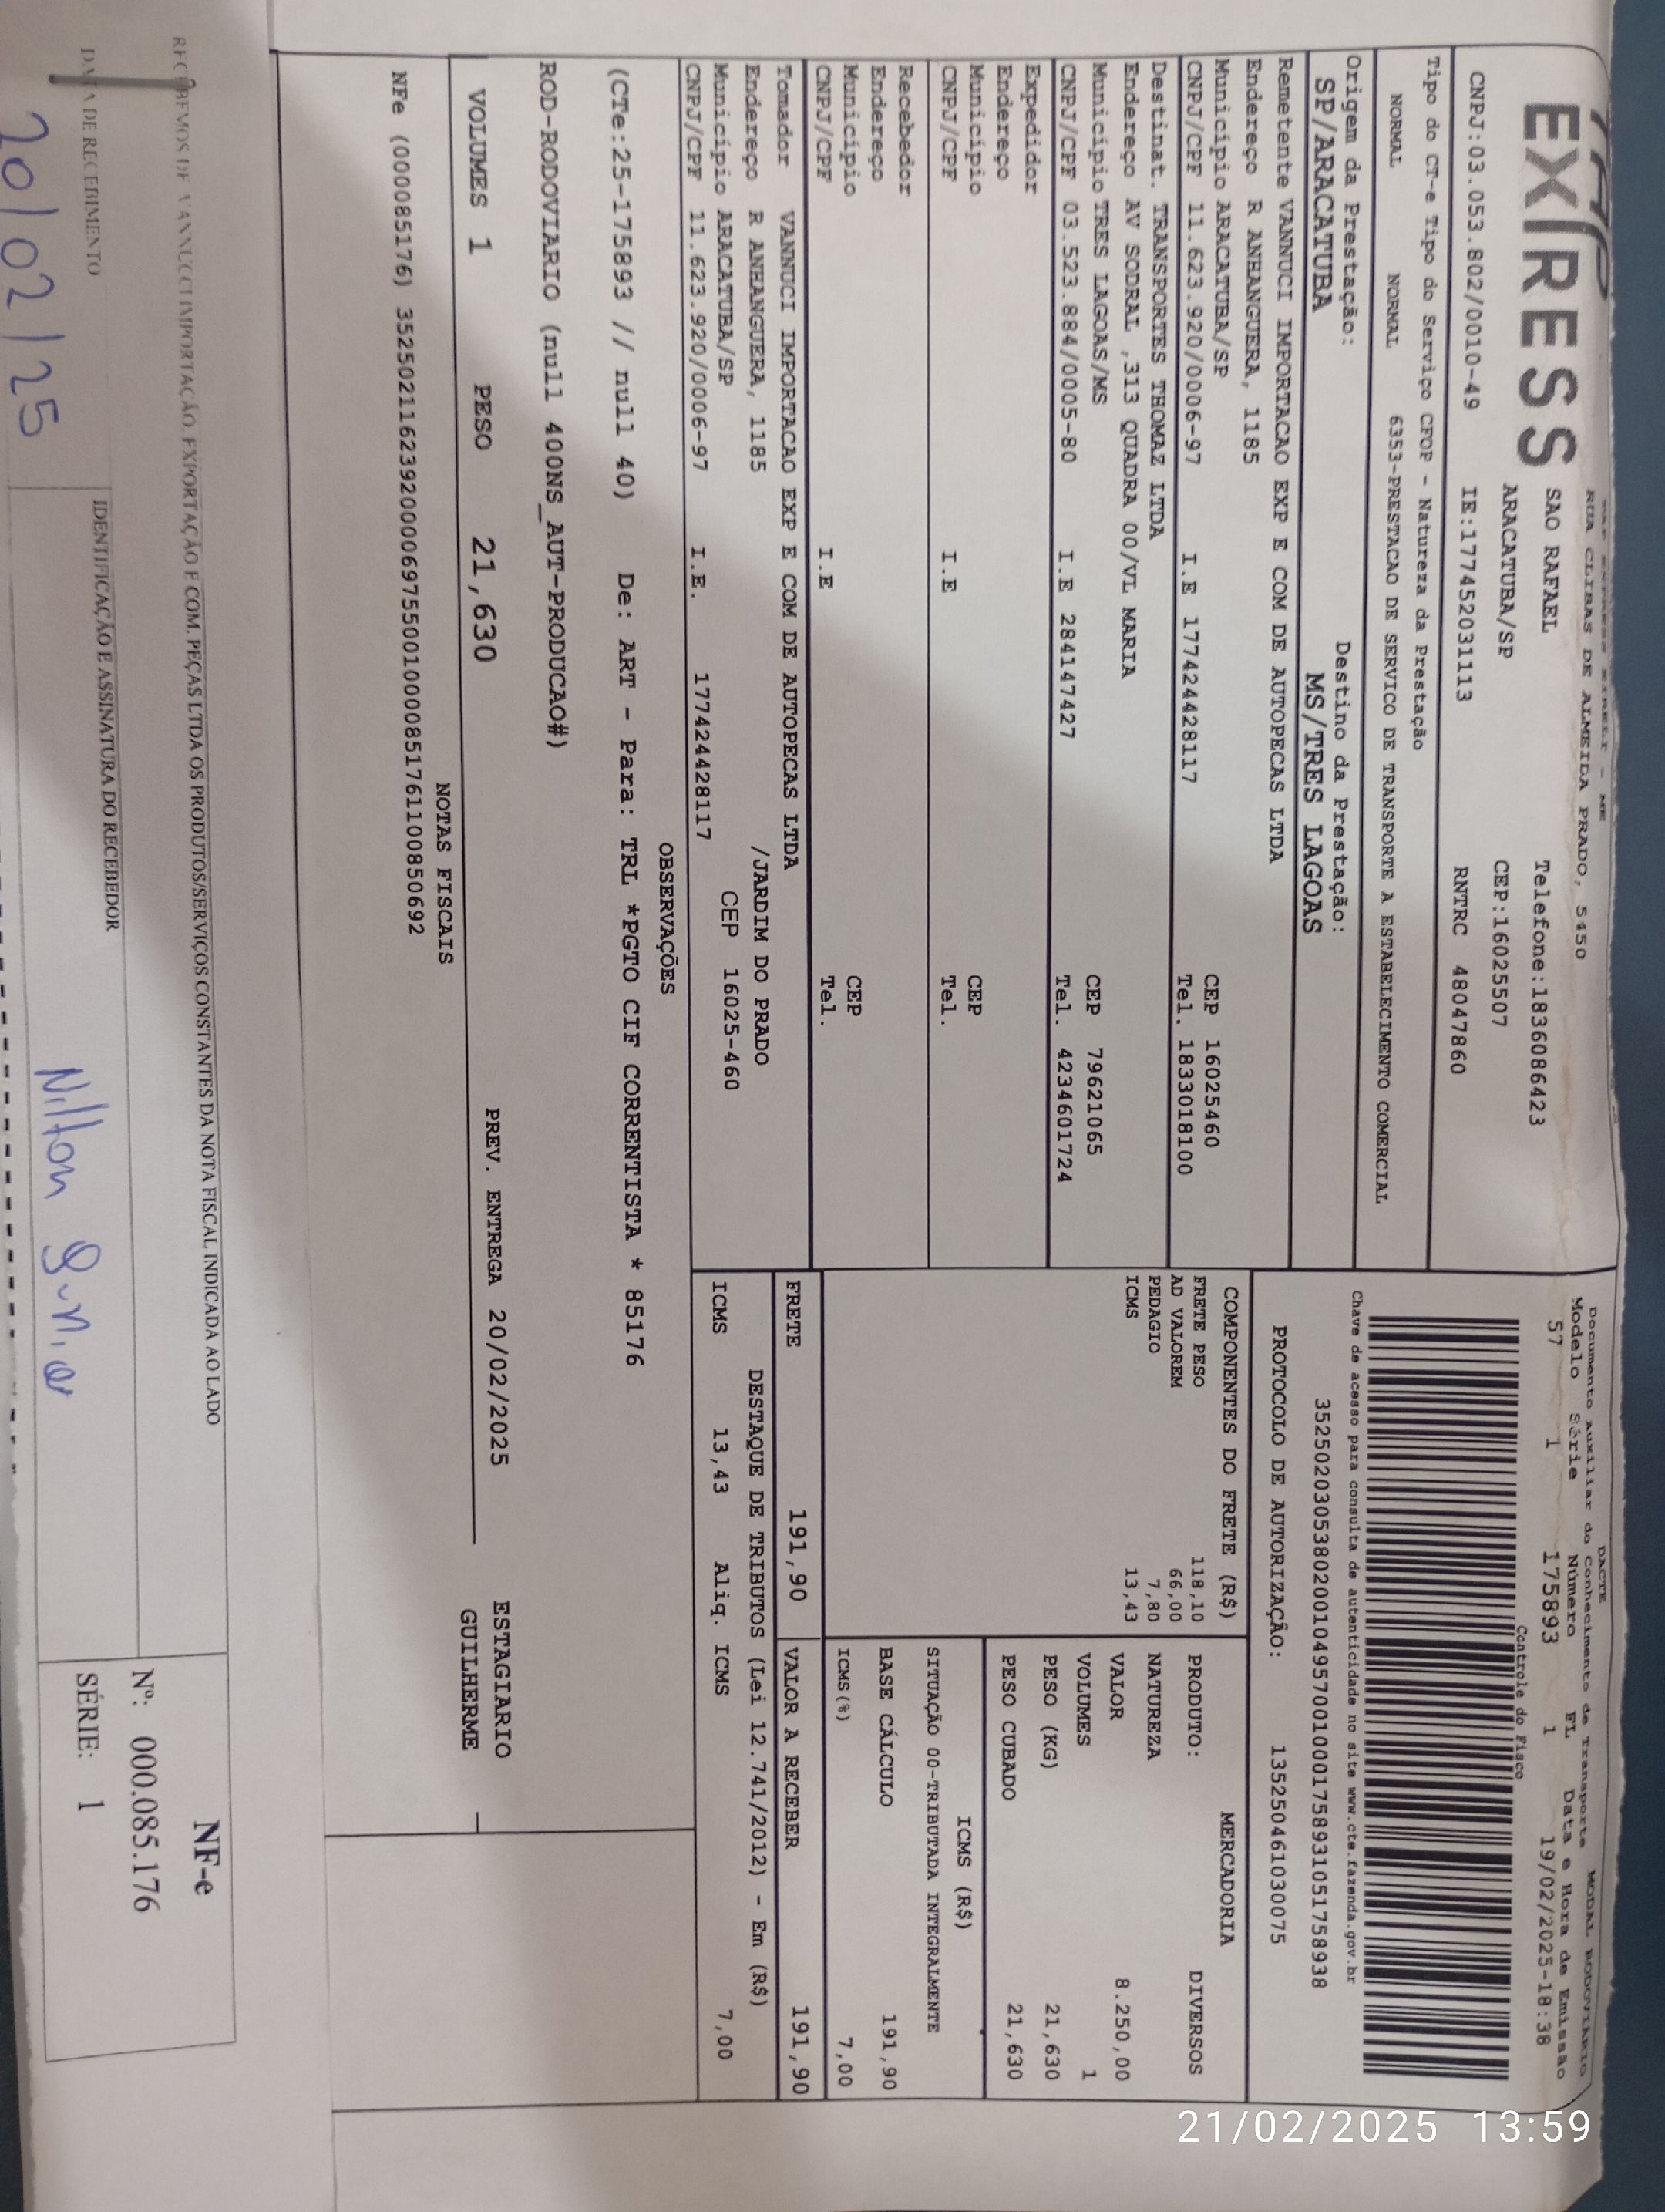 EXPRESS
RUA CLIBAS DE ALMEIDA PRADO, 5450
SAO RAFAEL Telefone:1836086423
ARACATUBA/SP CEP:16025507
CNPJ:03.053.802/0010-49 IE:177452031113 RNTRC 48047860
Tipo do CT-e Tipo do Serviço CFOP - Natureza da Prestação
NORMAL NORMAL 6353-PRESTACAO DE SERVICO DE TRANSPORTE A ESTABELECIMENTO COMERCIAL
Origem da Prestação: Destino da Prestação:
SP/ARACATUBA MS/TRES LAGOAS
DACTE MODAL RODOVIARIO
Documento Auxiliar do Conhecimento de Transporte
Modelo Série Número FL Data e Hora de Emissão
57 1 175893 1 19/02/2025-18:38
Controle do Fisco
Chave de acesso para consulta de autenticidade no site www.cte.fazenda.gov.br
35250203053802001049570010001758931051758938
PROTOCOLO DE AUTORIZAÇÃO: 135250461030075
Remetente VANNUCI IMPORTACAO EXP E COM DE AUTOPECAS LTDA
Endereço R ANHANGUERA, 1185
Município ARACATUBA/SP CEP 16025460
CNPJ/CPF 11.623.920/0006-97 I.E 177424428117 Tel. 1833018100
Destinat. TRANSPORTES THOMAZ LTDA
Endereço AV SODRAL ,313 QUADRA 00/VL MARIA
Município TRES LAGOAS/MS CEP 79621065
CNPJ/CPF 03.523.884/0005-80 I.E 284147427 Tel. 4234601724
Expedidor
Endereço
Município CEP
CNPJ/CPF I.E Tel.
Recebedor
Endereço
Município CEP
CNPJ/CPF I.E Tel.
Tomador VANNUCI IMPORTACAO EXP E COM DE AUTOPECAS LTDA
Endereço R ANHANGUERA, 1185 /JARDIM DO PRADO
Município ARACATUBA/SP CEP 16025-460
CNPJ/CPF 11.623.920/0006-97 I.E. 177424428117
COMPONENTES DO FRETE (R$)
FRETE PESO 118,10
AD VALOREM 66,00
PEDAGIO 7,80
ICMS 13,43
MERCADORIA
PRODUTO: DIVERSOS
NATUREZA
VALOR 8.250,00
VOLUMES 1
PESO (KG) 21,630
PESO CUBADO 21,630
ICMS (R$)
SITUAÇÃO 00-TRIBUTADA INTEGRALMENTE
BASE CÁLCULO 191,90
ICMS(%) 7,00
FRETE 191,90 VALOR A RECEBER 191,90
DESTAQUE DE TRIBUTOS (Lei 12.741/2012) - Em (R$)
ICMS 13,43 Aliq. ICMS 7,00
OBSERVAÇÕES
(CTe:25-175893 // null 40) De: ART - Para: TRL *PGTO CIF CORRENTISTA * 85176
ROD-RODOVIARIO (null 400NS_AUT-PRODUCAO#)
VOLUMES 1 PESO 21,630 PREV. ENTREGA 20/02/2025 ESTAGIARIO
GUILHERME
NOTAS FISCAIS
NFe (000085176) 35250211623920000697550010000851761100850692
RECEBEMOS DE VANNUCCI IMPORTAÇÃO, EXPORTAÇÃO E COM. PEÇAS LTDA OS PRODUTOS/SERVIÇOS CONSTANTES DA NOTA FISCAL INDICADA AO LADO
DATA DE RECEBIMENTO IDENTIFICAÇÃO E ASSINATURA DO RECEBEDOR
20/02/25 Nilton
NF-e
Nº: 000.085.176
SÉRIE: 1
21/02/2025 13:59